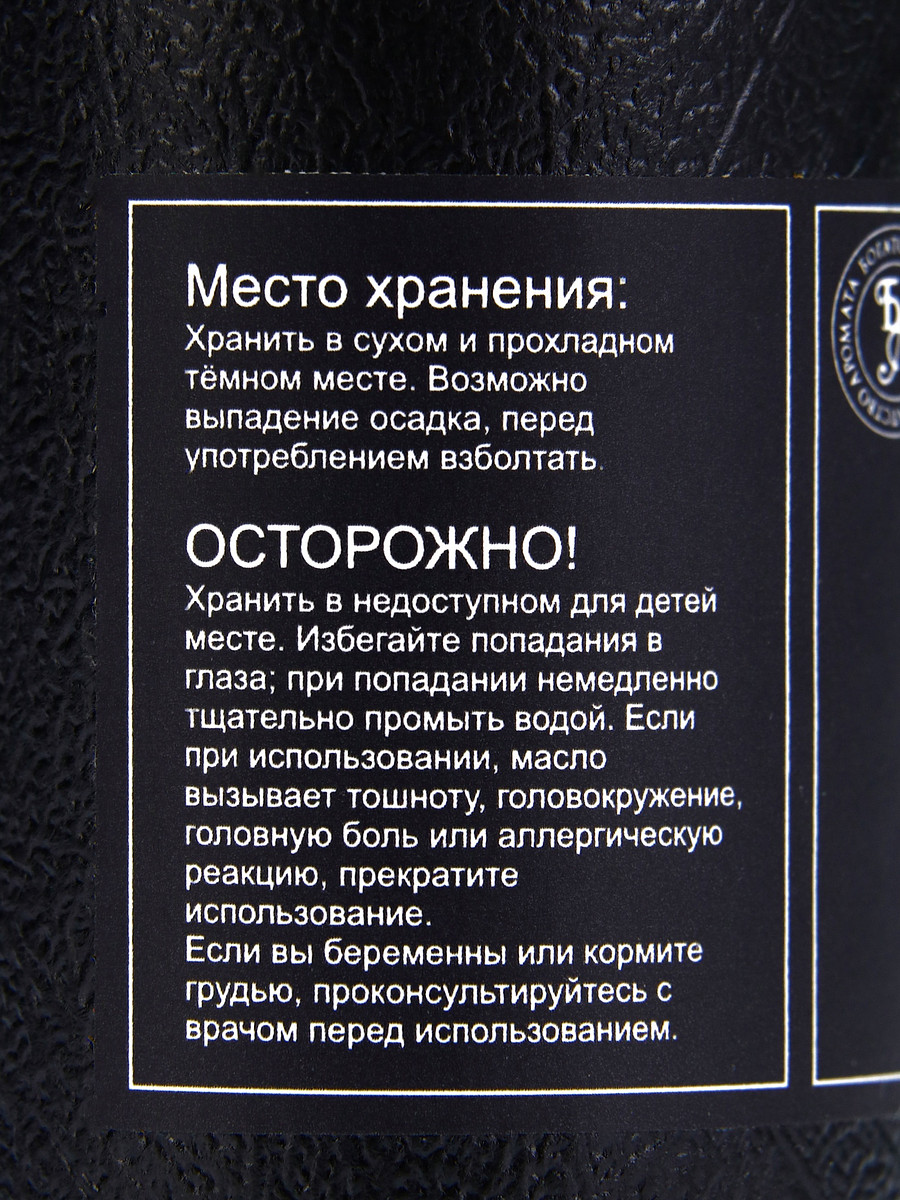 Место хранения:
Хранить в сухом и прохладном
тёмном месте. Возможно
выпадение осадка, перед
употреблением взболтать.
ОСТОРОЖНО!
Хранить в недоступном для детей
месте. Избегайте попадания в
глаза; при попадании немедленно
тщательно промыть водой. Если
при использовании, масло
вызывает тошноту, головокружение,
головную боль или аллергическую
реакцию, прекратите
использование.
Если вы беременны или кормите
грудью, проконсультируйтесь с
врачом перед использованием.
АРОМАТА